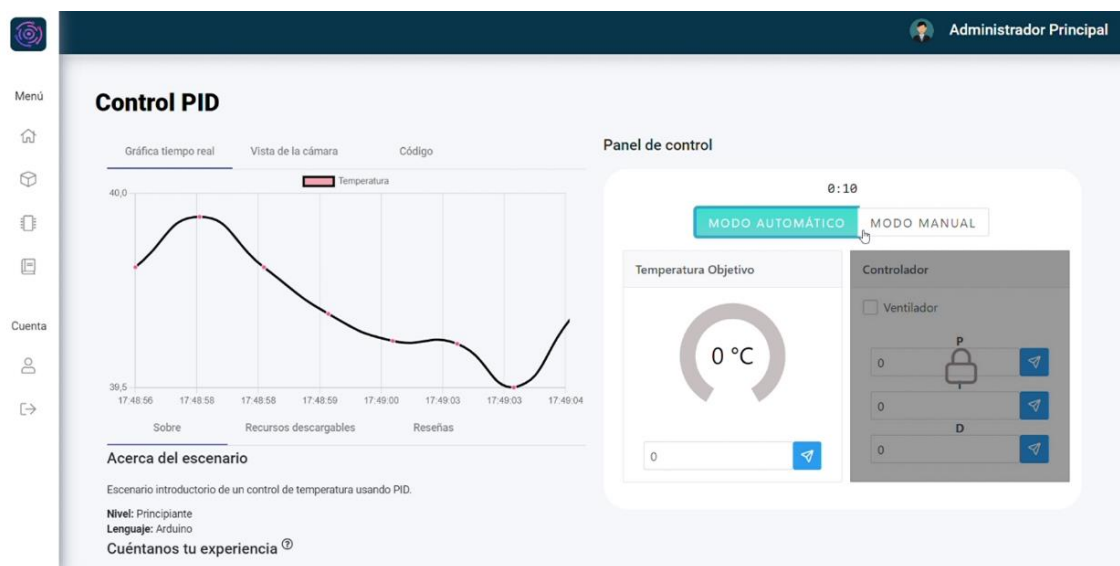 Administrador Principal
Menú
Cuenta
Control PID
Gráfica tiempo real Vista de la cámara Código
Temperatura
40,0
39,5
17:48:56 17:48:58 17:48:58 17:48:59 17:49:00 17:49:03 17:49:03 17:49:04
Sobre Recursos descargables Reseñas
Acerca del escenario
Escenario introductorio de un control de temperatura usando PID.
Nivel: Principiante
Lenguaje: Arduino
Cuéntanos tu experiencia ?
Panel de control
0:10
MODO AUTOMÁTICO MODO MANUAL
Temperatura Objetivo
0 °C
0
Controlador
Ventilador
P
0
I
0
D
0